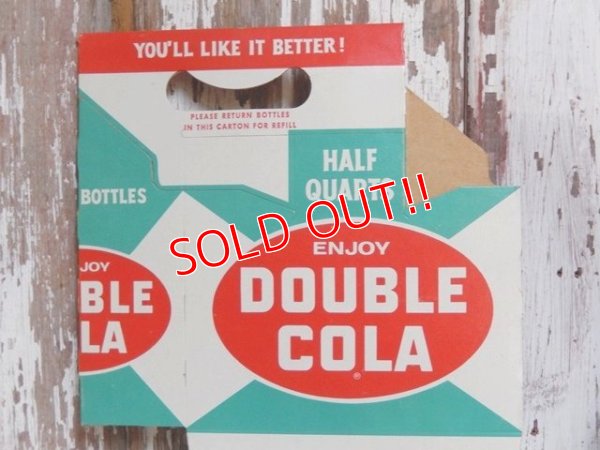 YOU'LL LIKE IT BETTER!
PLEASE RETURN BOTTLES
IN THIS CARTON FOR REFILL
HALF
QUARTS
BOTTLES
SOLD OUT!!
ENJOY
DOUBLE
COLA
®
JOY
BLE
LA